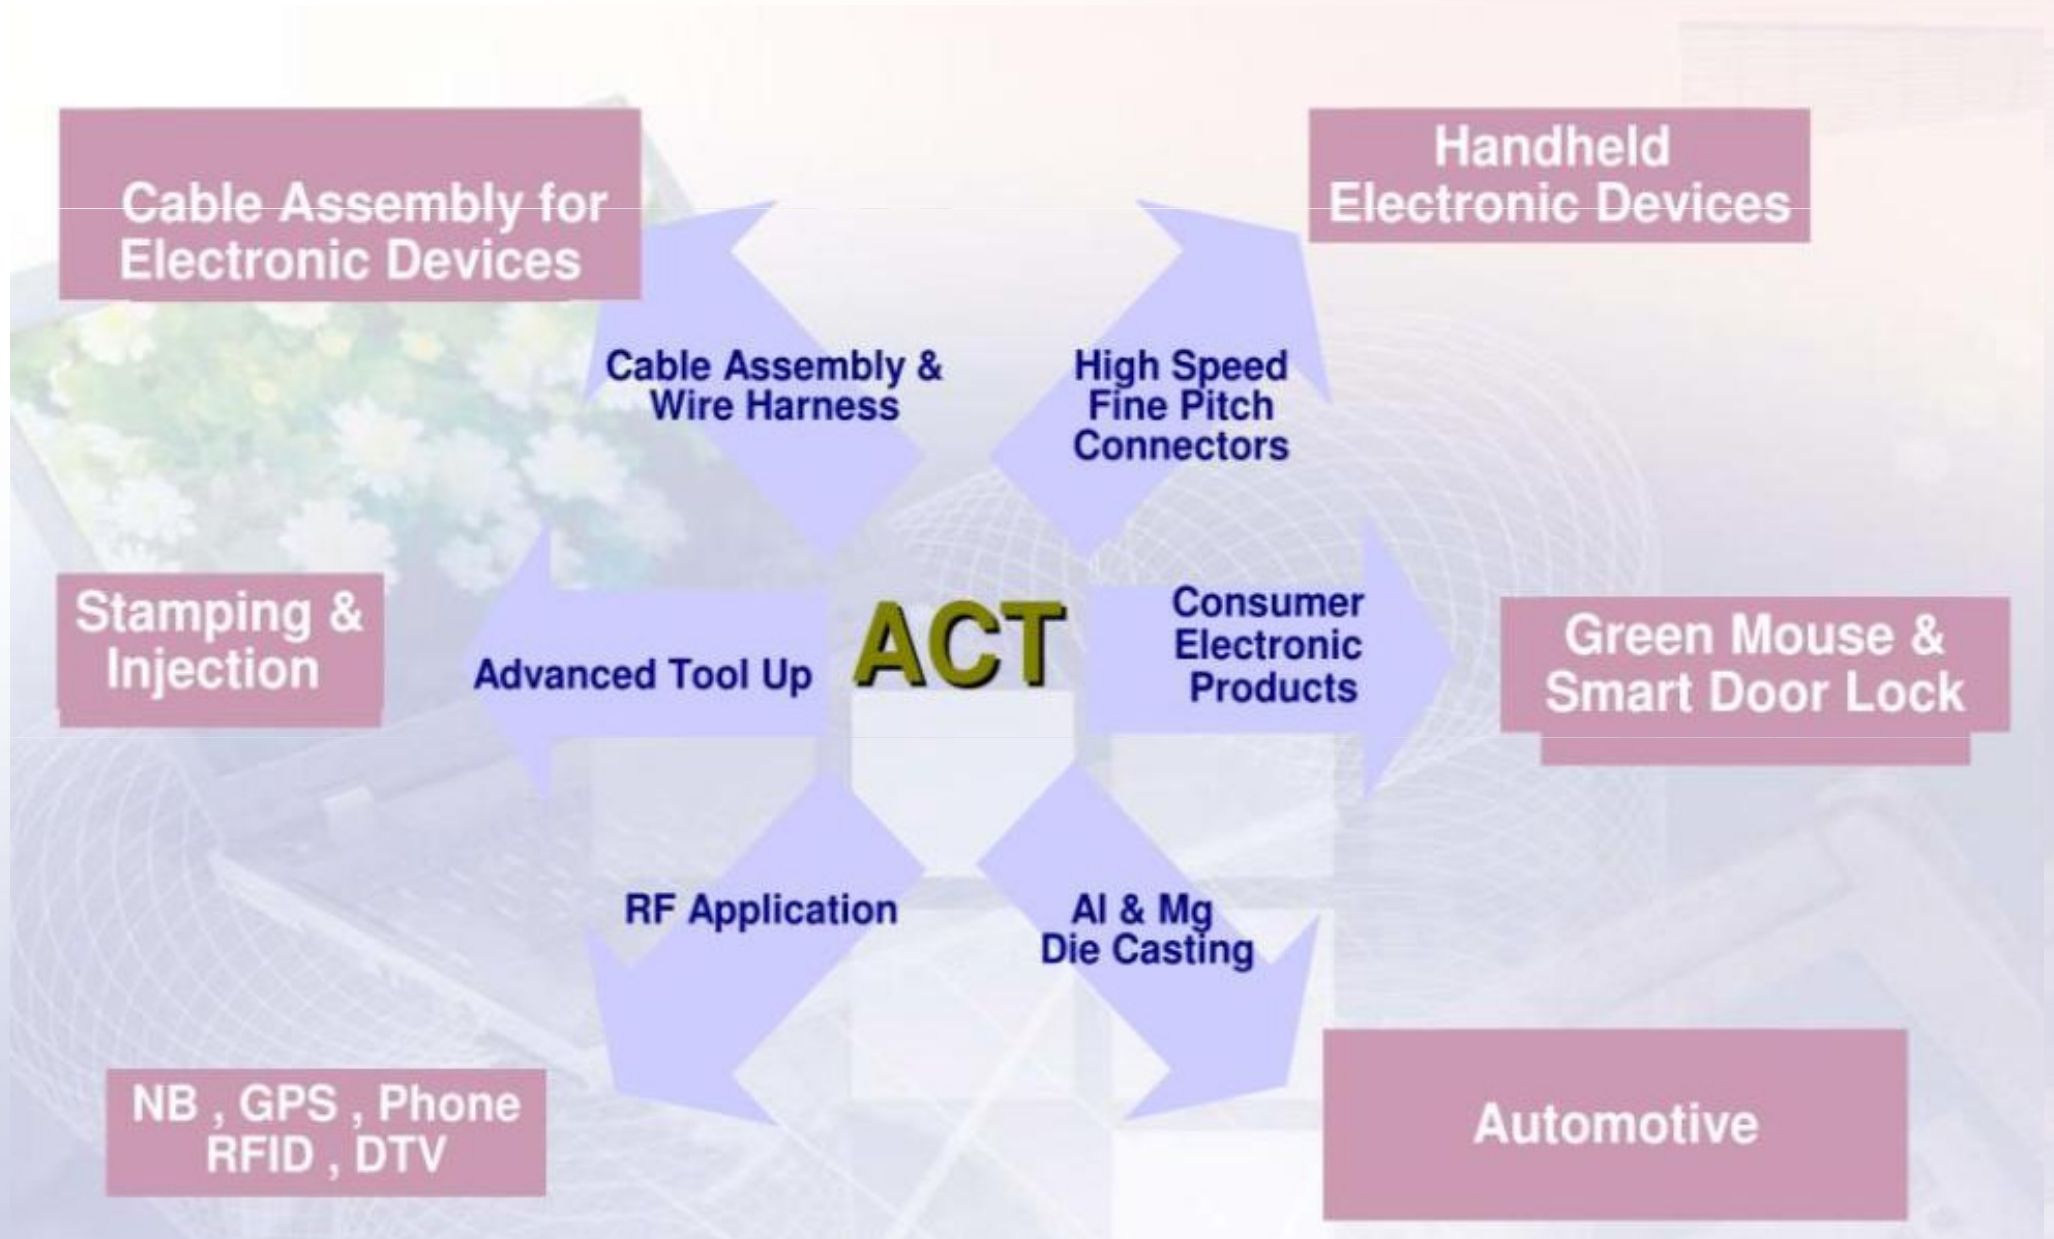 Cable Assembly for
Electronic Devices
Handheld
Electronic Devices
Cable Assembly &
Wire Harness
High Speed
Fine Pitch
Connectors
Stamping &
Injection
Advanced Tool Up
ACT
Consumer
Electronic
Products
Green Mouse &
Smart Door Lock
RF Application
Al & Mg
Die Casting
NB , GPS , Phone
RFID , DTV
Automotive